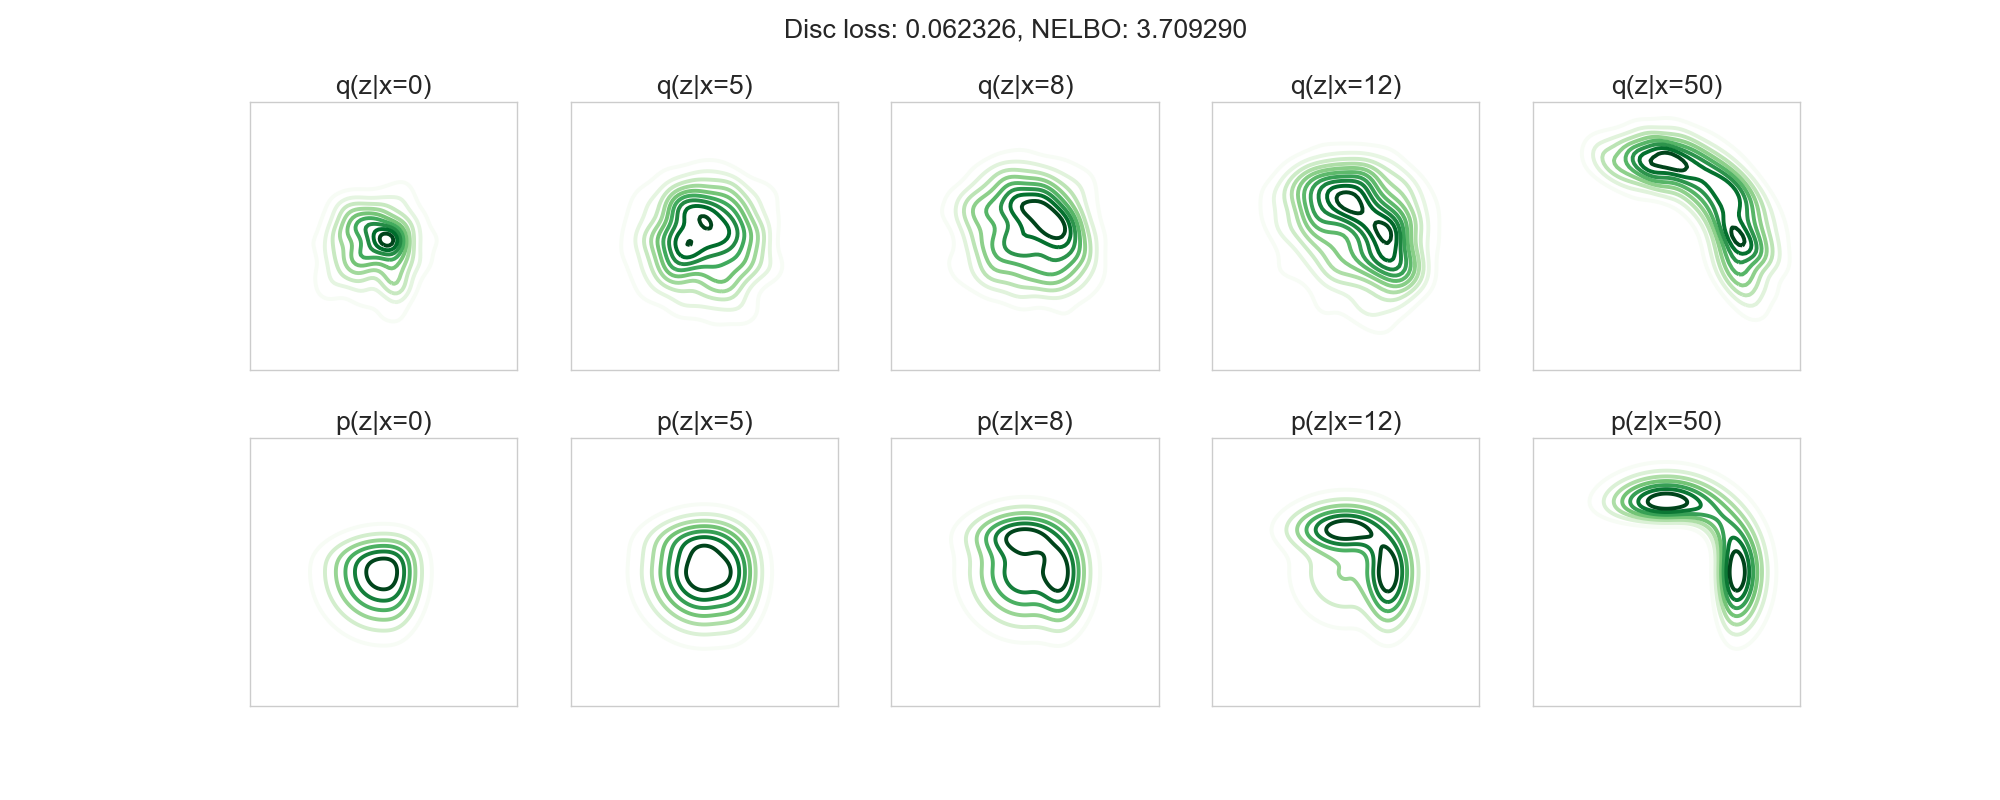 Disc loss: 0.062326, NELBO: 3.709290
q(z|x=0) q(z|x=5) q(z|x=8) q(z|x=12) q(z|x=50)
p(z|x=0) p(z|x=5) p(z|x=8) p(z|x=12) p(z|x=50)